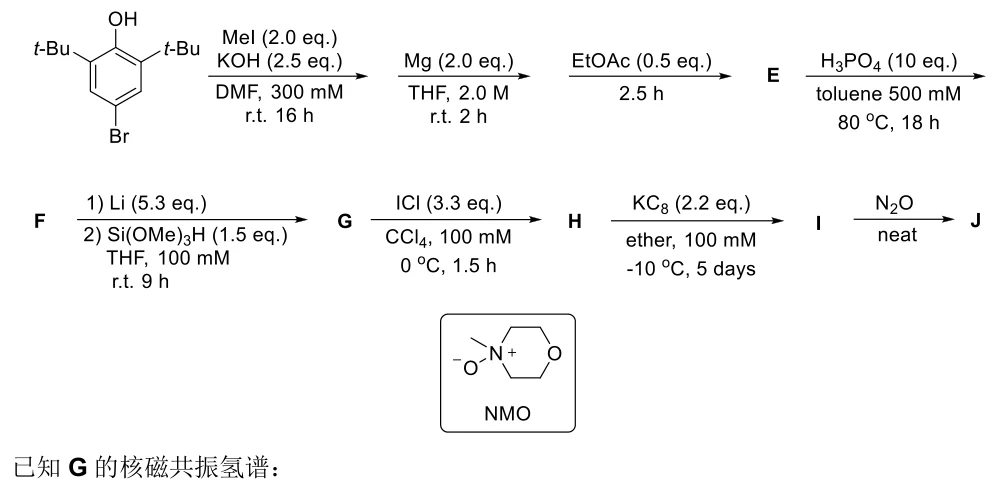 OH
t-Bu t-Bu
Br
MeI (2.0 eq.)
KOH (2.5 eq.)
DMF, 300 mM
r.t. 16 h
Mg (2.0 eq.)
THF, 2.0 M
r.t. 2 h
EtOAc (0.5 eq.)
2.5 h
E
H₃PO₄ (10 eq.)
toluene 500 mM
80 °C, 18 h
F
1) Li (5.3 eq.)
2) Si(OMe)₃H (1.5 eq.)
THF, 100 mM
r.t. 9 h
G
ICl (3.3 eq.)
CCl₄, 100 mM
0 °C, 1.5 h
H
KC₈ (2.2 eq.)
ether, 100 mM
-10 °C, 5 days
I
N₂O
neat
J
N + O
− O
NMO
已知 G 的核磁共振氢谱：